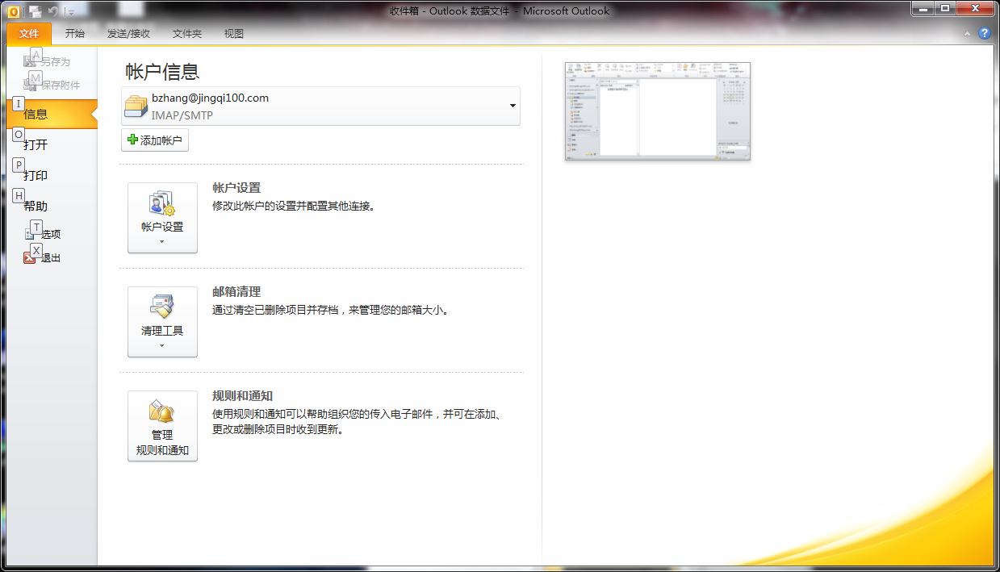 收件箱 - Outlook 数据文件 - Microsoft Outlook
文件 开始 发送/接收 文件夹 视图
A 另存为
M 保存附件
I 信息
O 打开
P 打印
H 帮助
T 选项
X 退出
帐户信息
bzhang@jingqi100.com
IMAP/SMTP
添加帐户
帐户设置
帐户设置
修改此帐户的设置并配置其他连接。
清理工具
邮箱清理
通过清空已删除项目并存档，来管理您的邮箱大小。
管理
规则和通知
规则和通知
使用规则和通知可以帮助组织您的传入电子邮件，并可在添加、
更改或删除项目时收到更新。